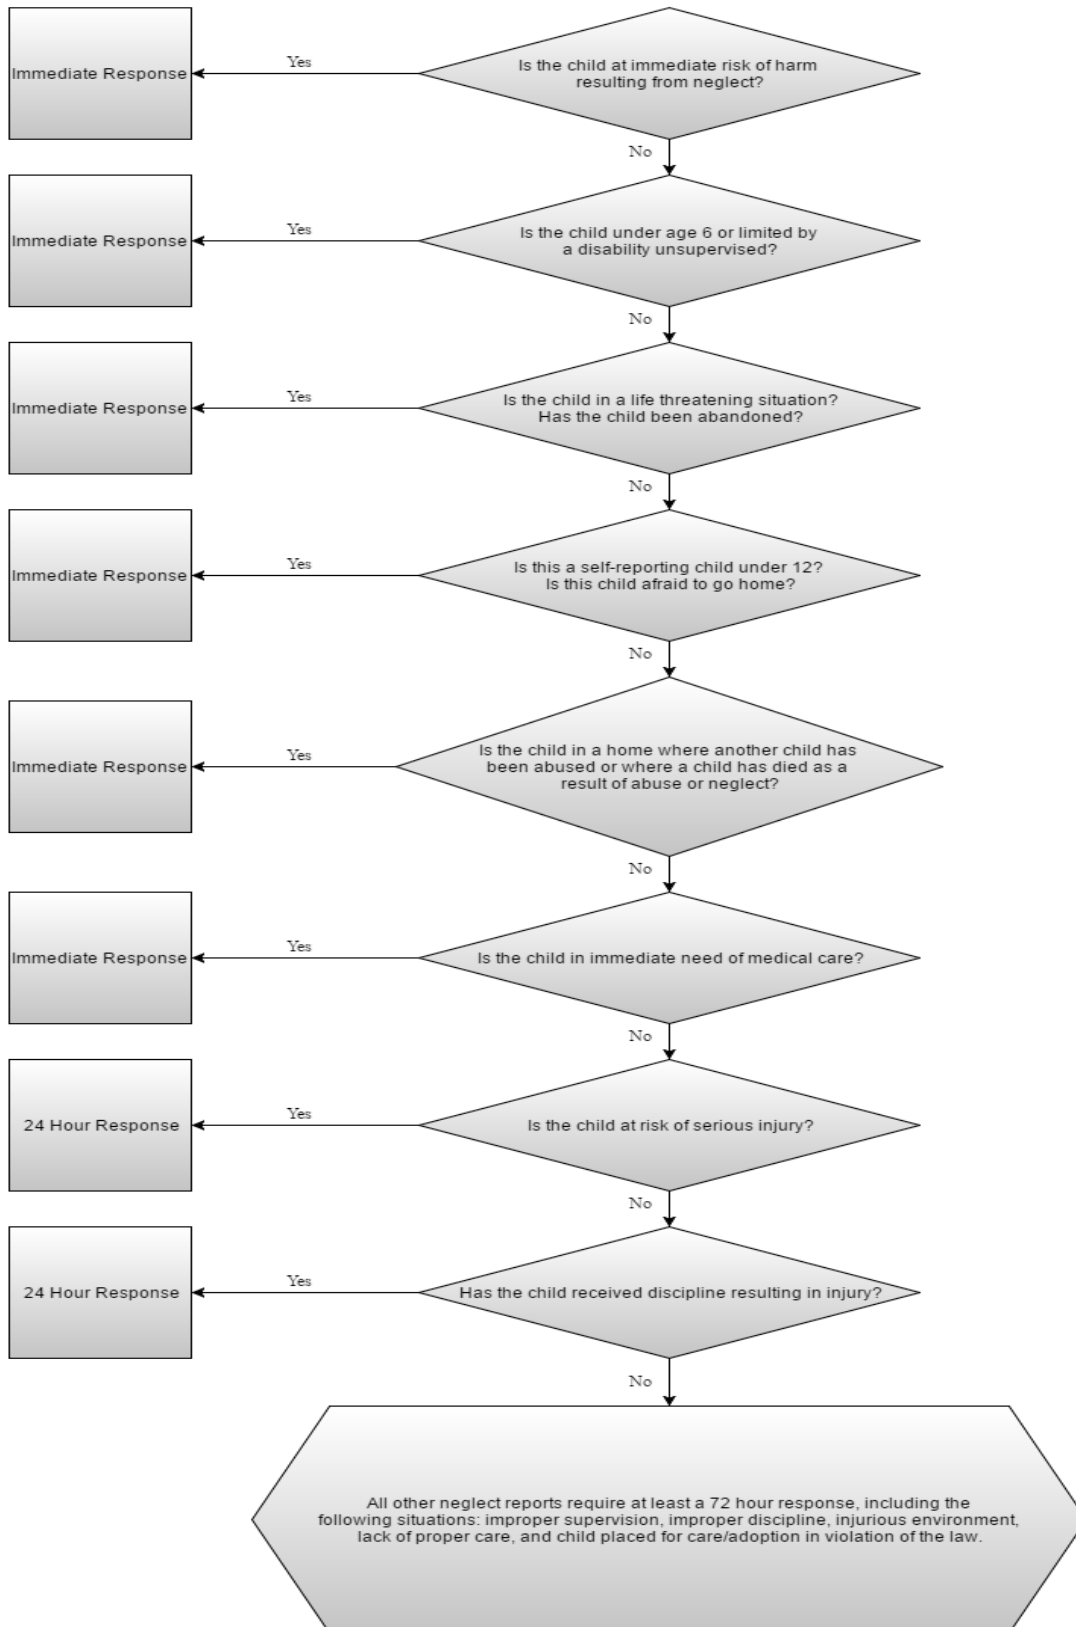 Immediate Response
Yes
Is the child at immediate risk of harm
resulting from neglect?
No
Immediate Response
Yes
Is the child under age 6 or limited by
a disability unsupervised?
No
Immediate Response
Yes
Is the child in a life threatening situation?
Has the child been abandoned?
No
Immediate Response
Yes
Is this a self-reporting child under 12?
Is this child afraid to go home?
No
Immediate Response
Yes
Is the child in a home where another child has
been abused or where a child has died as a
result of abuse or neglect?
No
Immediate Response
Yes
Is the child in immediate need of medical care?
No
24 Hour Response
Yes
Is the child at risk of serious injury?
No
24 Hour Response
Yes
Has the child received discipline resulting in injury?
No
All other neglect reports require at least a 72 hour response, including the
following situations: improper supervision, improper discipline, injurious environment,
lack of proper care, and child placed for care/adoption in violation of the law.